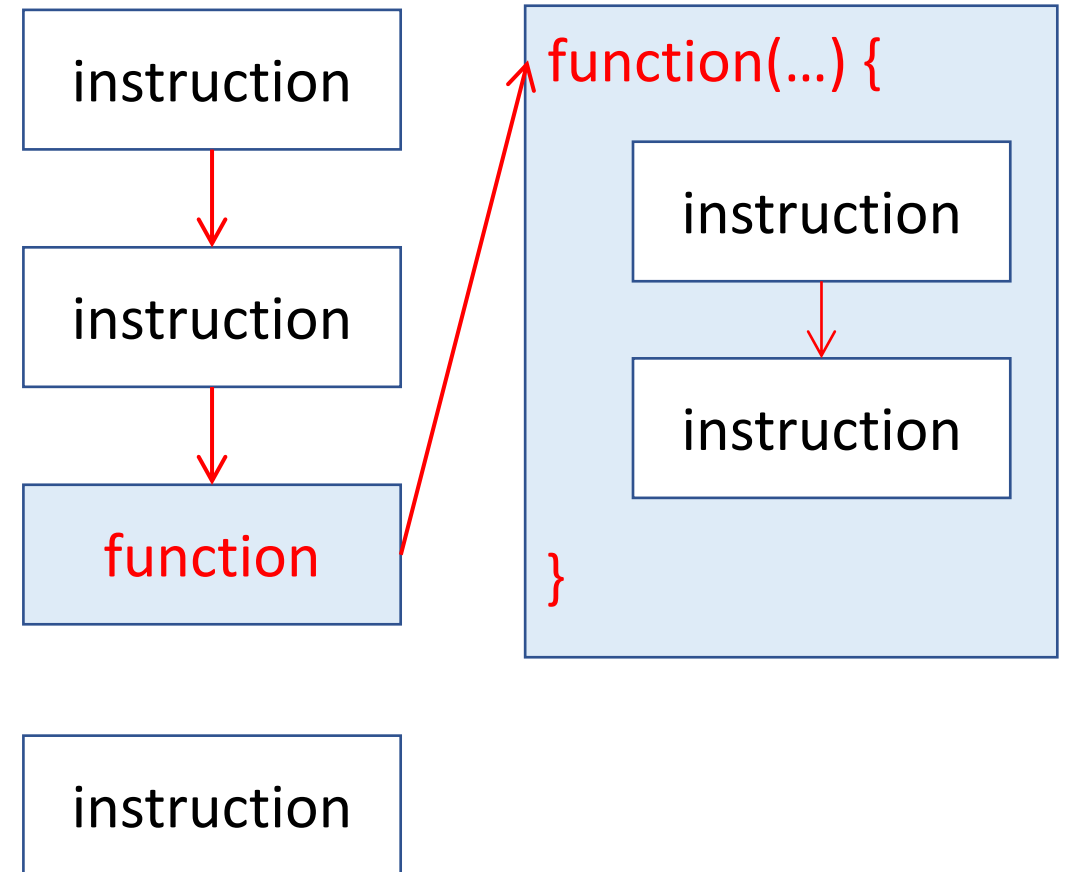 instruction
instruction
function
instruction
function(…) {
instruction
instruction
}